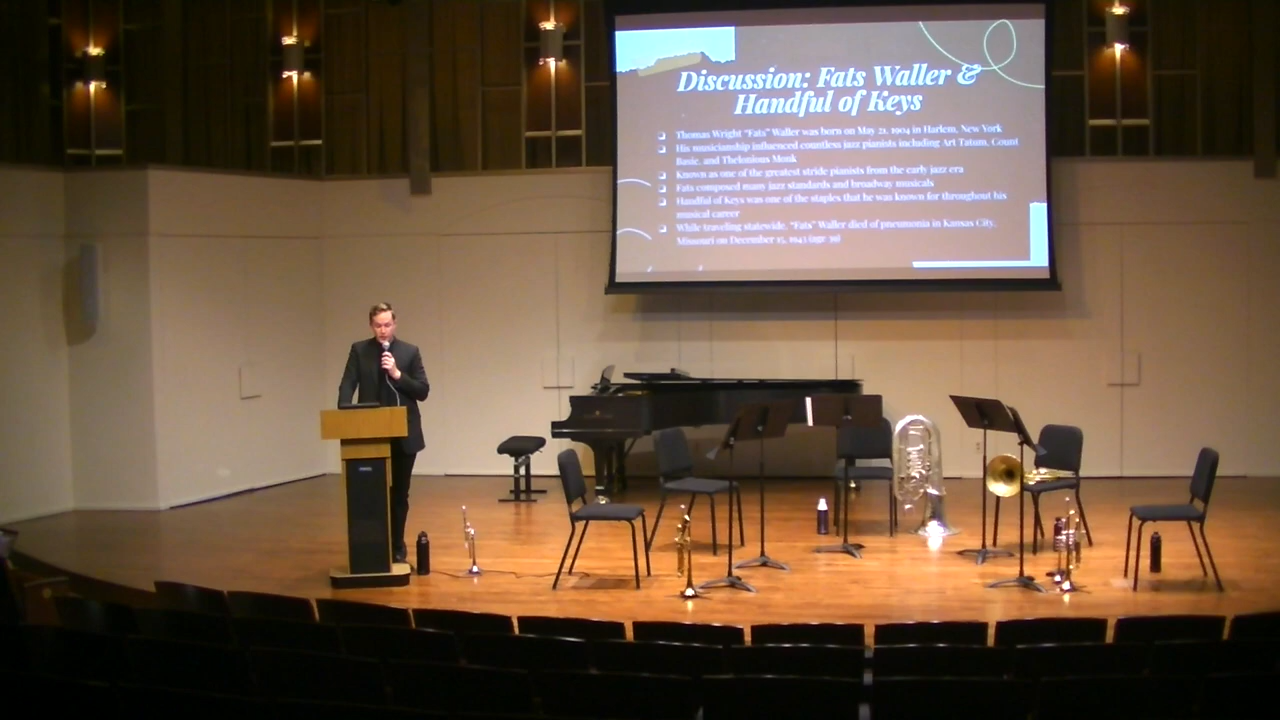 Discussion: Fats Waller &
Handful of Keys
Thomas Wright "Fats" Waller was born on May 21, 1904 in Harlem, New York
His musicianship influenced countless jazz pianists including Art Tatum, Count
Basie, and Thelonious Monk
Known as one of the greatest stride pianists from the early jazz era
Fats composed many jazz standards and broadway musicals
Handful of Keys was one of the staples that he was known for throughout his
musical career
While traveling statewide, "Fats" Waller died of pneumonia in Kansas City,
Missouri on December 15, 1943 (age 39)